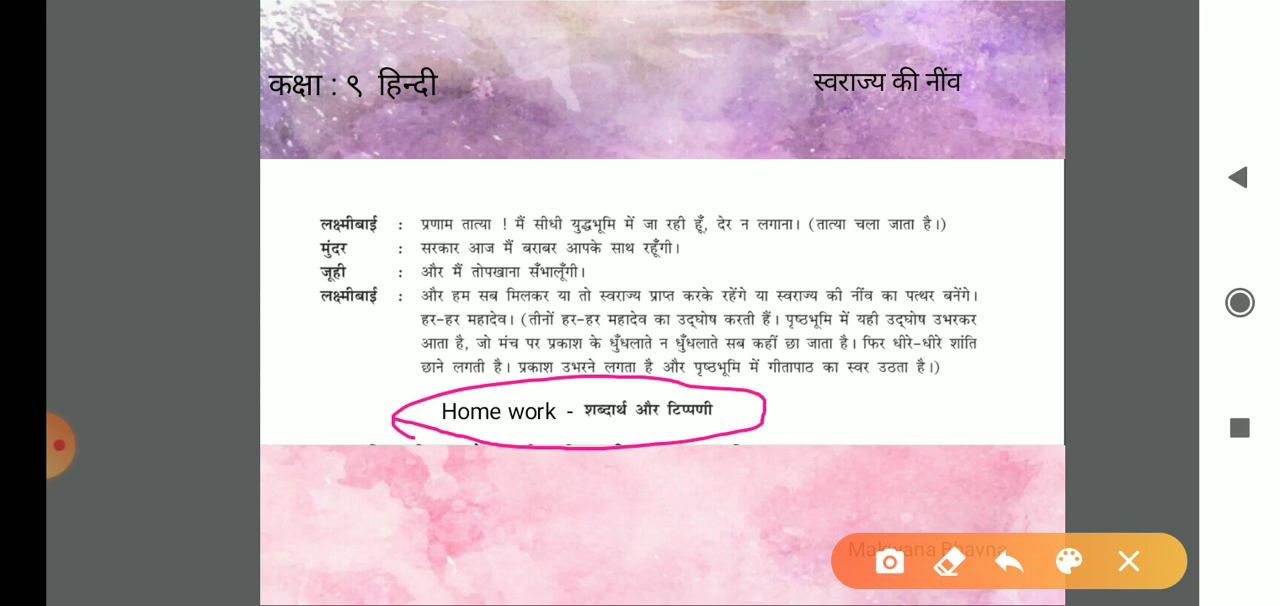 कक्षा : ९ हिन्दी
स्वराज्य की नींव
लक्ष्मीबाई : प्रणाम तात्या ! मैं सीधी युद्धभूमि में जा रही हूँ, देर न लगाना। (तात्या चला जाता है।)
मुंदर : सरकार आज मैं बराबर आपके साथ रहूँगी।
जूही : और मैं तोपखाना सँभालूँगी।
लक्ष्मीबाई : और हम सब मिलकर या तो स्वराज्य प्राप्त करके रहेंगे या स्वराज्य की नींव का पत्थर बनेंगे।
हर-हर महादेव। (तीनों हर-हर महादेव का उद्घोष करती हैं। पृष्ठभूमि में यही उद्घोष उभरकर
आता है, जो मंच पर प्रकाश के धुँधलाते न धुँधलाते सब कहीं छा जाता है। फिर धीरे-धीरे शांति
छाने लगती है। प्रकाश उभरने लगता है और पृष्ठभूमि में गीतापाठ का स्वर उठता है।)
Home work - शब्दार्थ और टिप्पणी
Makwana Bhavna